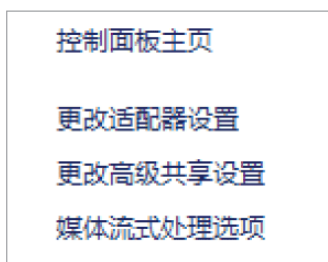 控制面板主页
更改适配器设置
更改高级共享设置
媒体流式处理选项